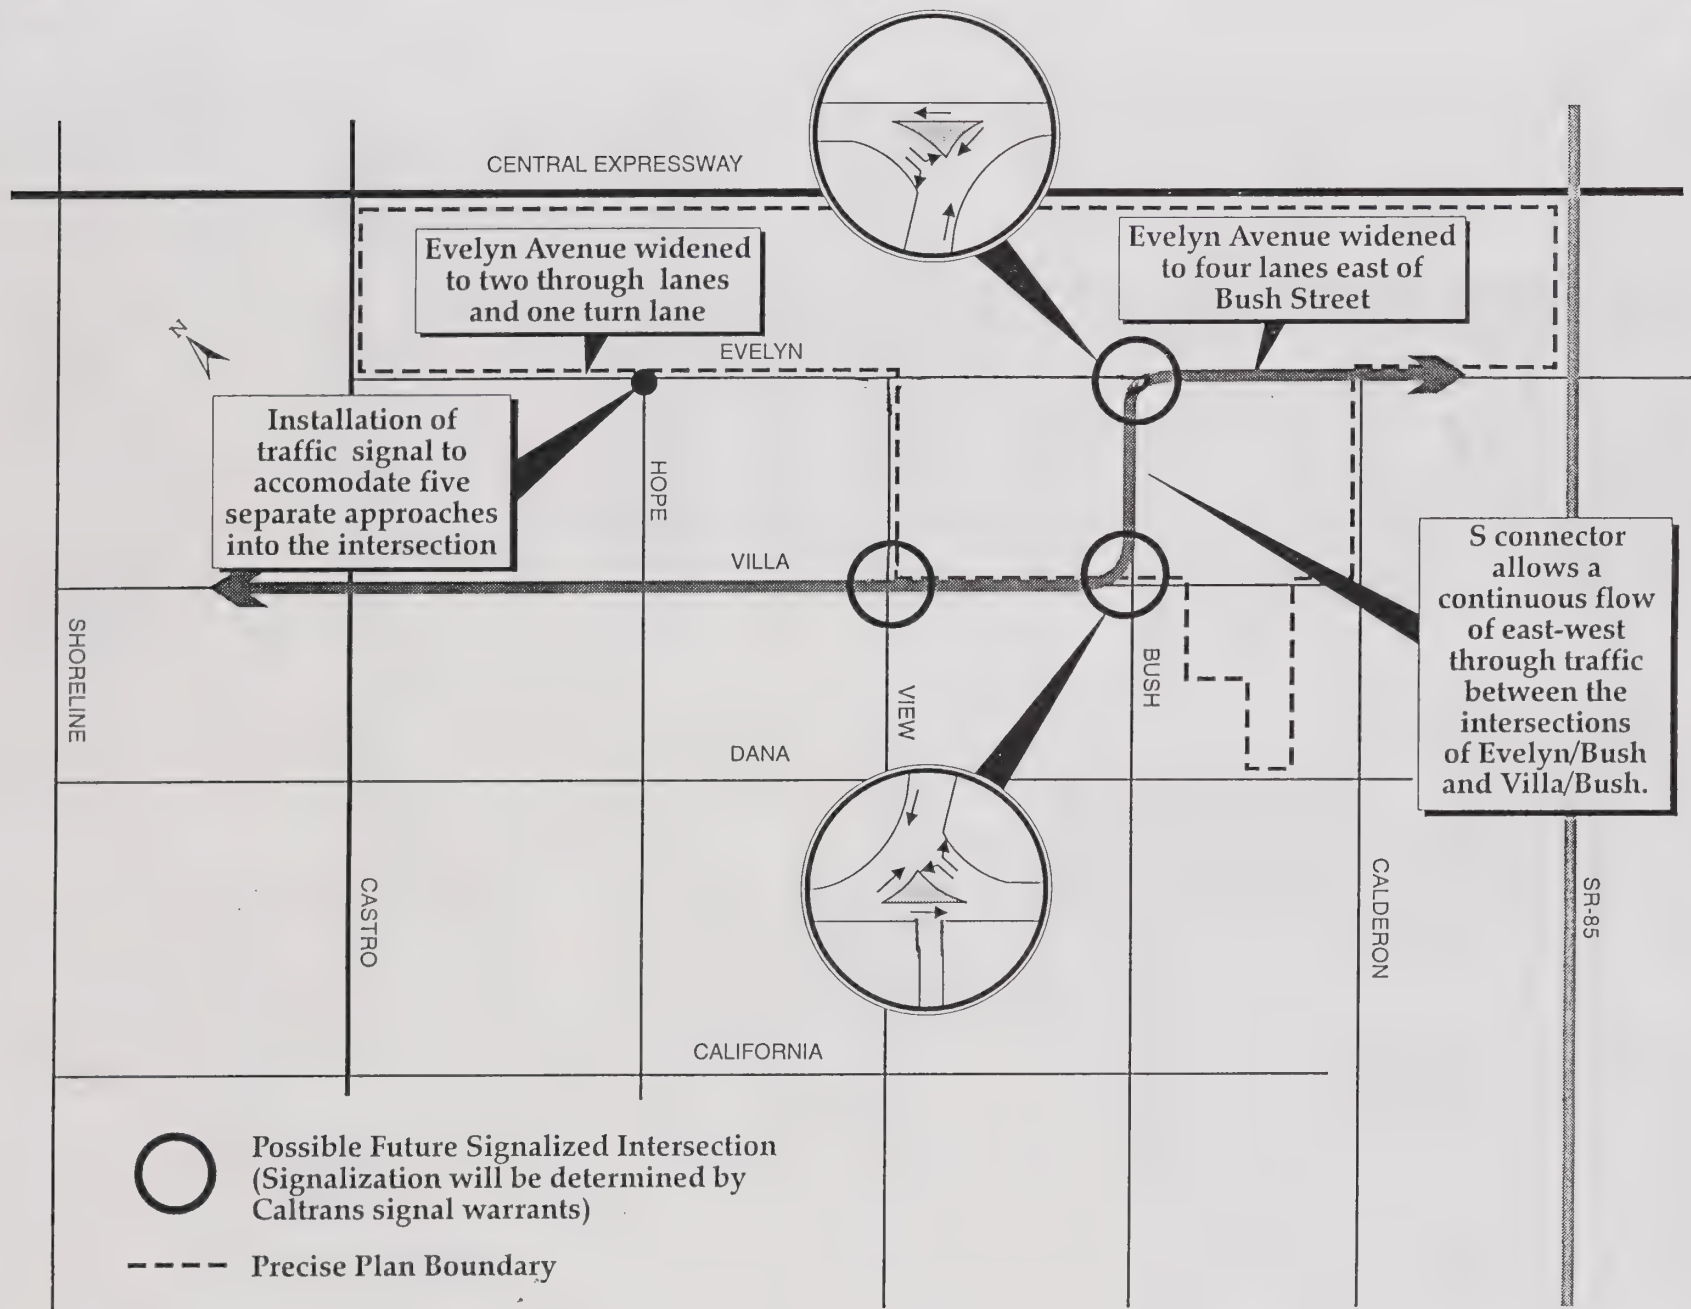 CENTRAL EXPRESSWAY
Evelyn Avenue widened
to two through lanes
and one turn lane
Evelyn Avenue widened
to four lanes east of
Bush Street
N
EVELYN
Installation of
traffic signal to
accomodate five
separate approaches
into the intersection
HOPE
VILLA
S connector
allows a
continuous flow
of east-west
through traffic
between the
intersections
of Evelyn/Bush
and Villa/Bush.
SHORELINE
VIEW
BUSH
DANA
CASTRO
CALDERON
SR-85
CALIFORNIA
Possible Future Signalized Intersection
(Signalization will be determined by
Caltrans signal warrants)
Precise Plan Boundary